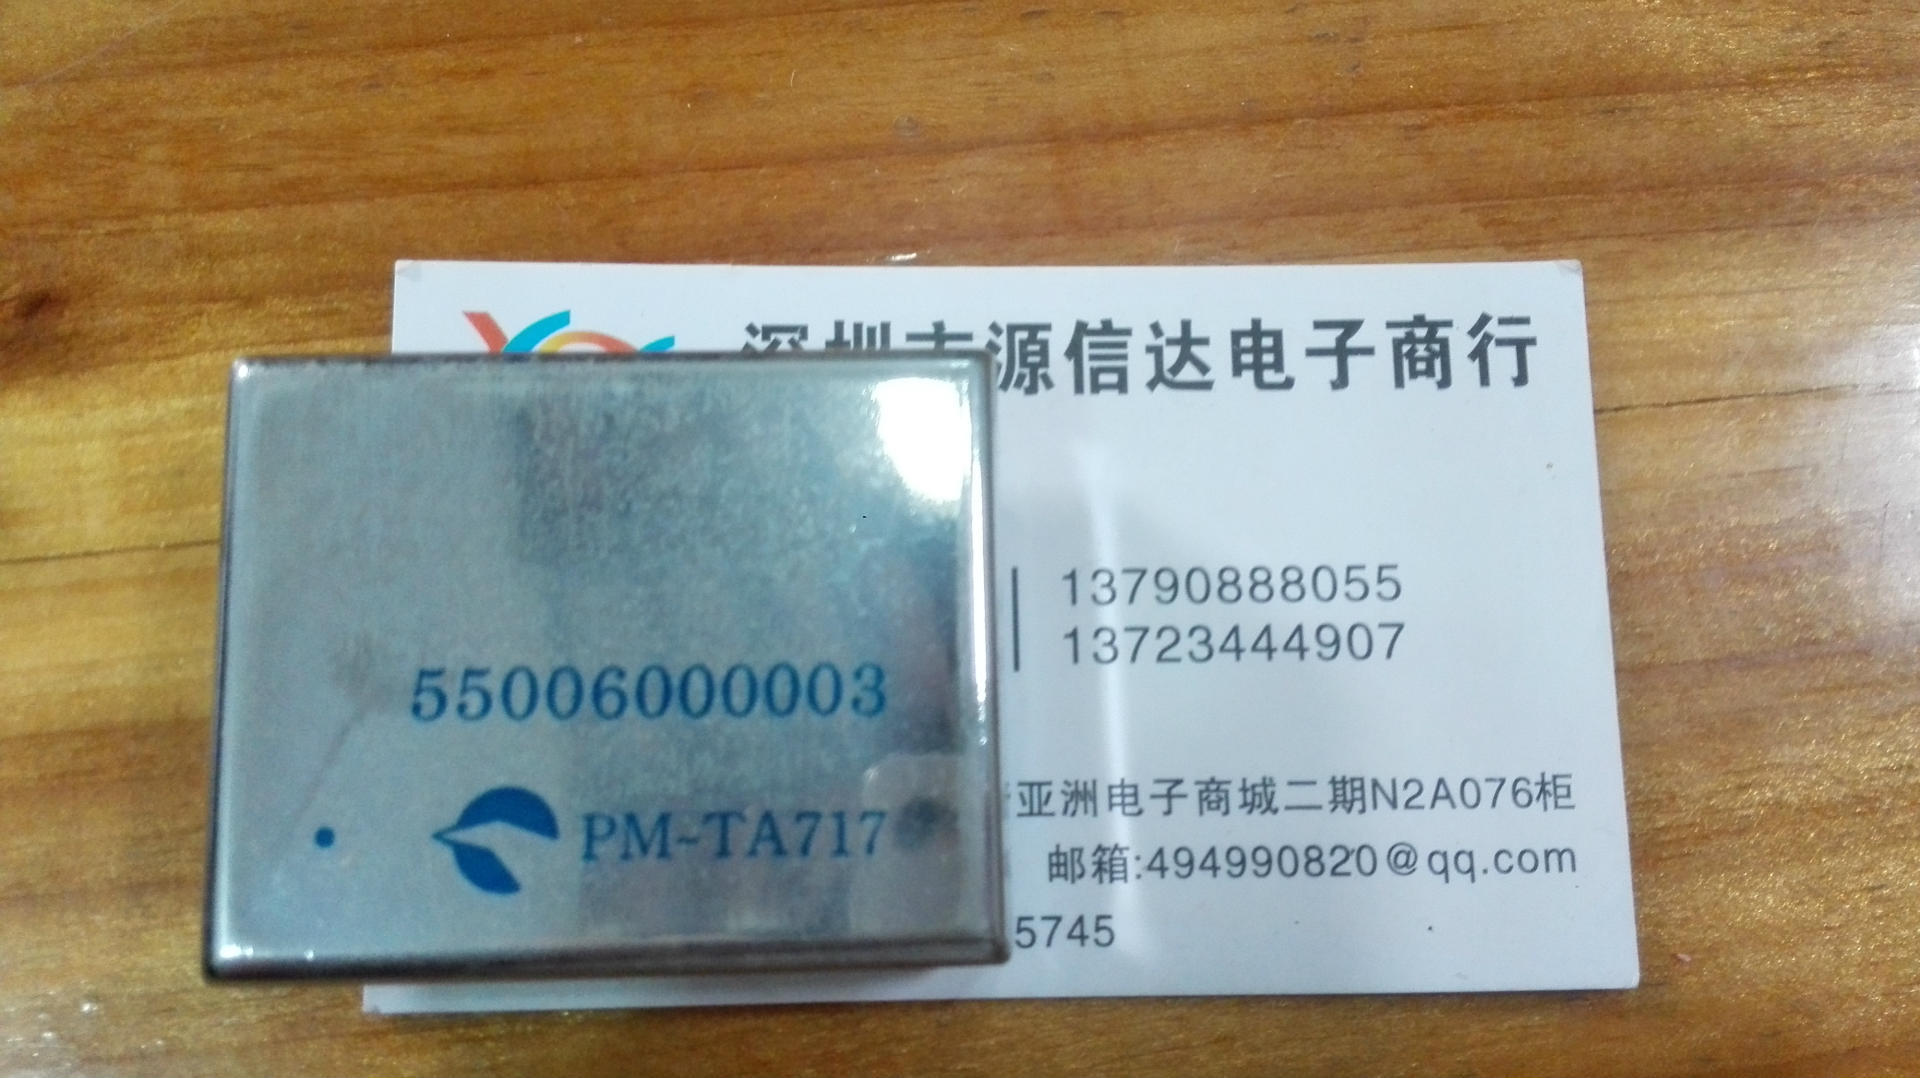 深圳市源信达电子商行
13790888055
13723444907
亚洲电子商城二期N2A076柜
邮箱:494990820@qq.com
5745
55006000003
PM-TA717